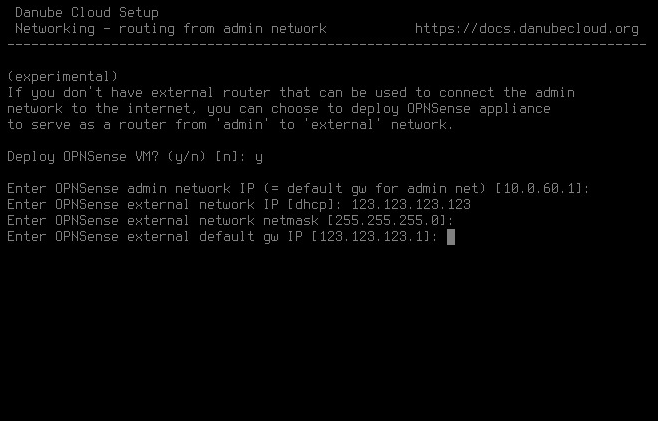 Danube Cloud Setup
Networking - routing from admin network https://docs.danubecloud.org
--------------------------------------------------------------------------------
(experimental)
If you don't have external router that can be used to connect the admin
network to the internet, you can choose to deploy OPNSense appliance
to serve as a router from 'admin' to 'external' network.
Deploy OPNSense VM? (y/n) [n]: y
Enter OPNSense admin network IP (= default gw for admin net) [10.0.60.1]:
Enter OPNSense external network IP [dhcp]: 123.123.123.123
Enter OPNSense external network netmask [255.255.255.0]:
Enter OPNSense external default gw IP [123.123.123.1]: